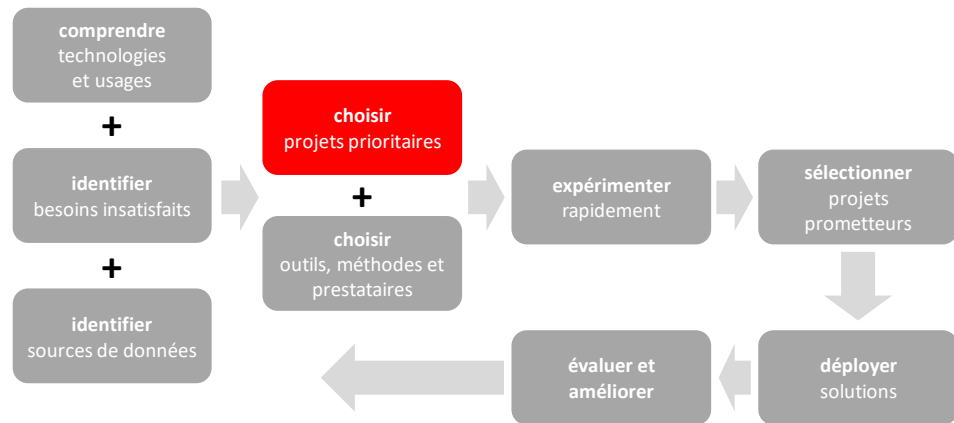 comprendre
technologies
et usages
+
identifier
besoins insatisfaits
+
identifier
sources de données
choisir
projets prioritaires
+
choisir
outils, méthodes et
prestataires
expérimenter
rapidement
sélectionner
projets
prometteurs
déployer
solutions
évaluer et
améliorer